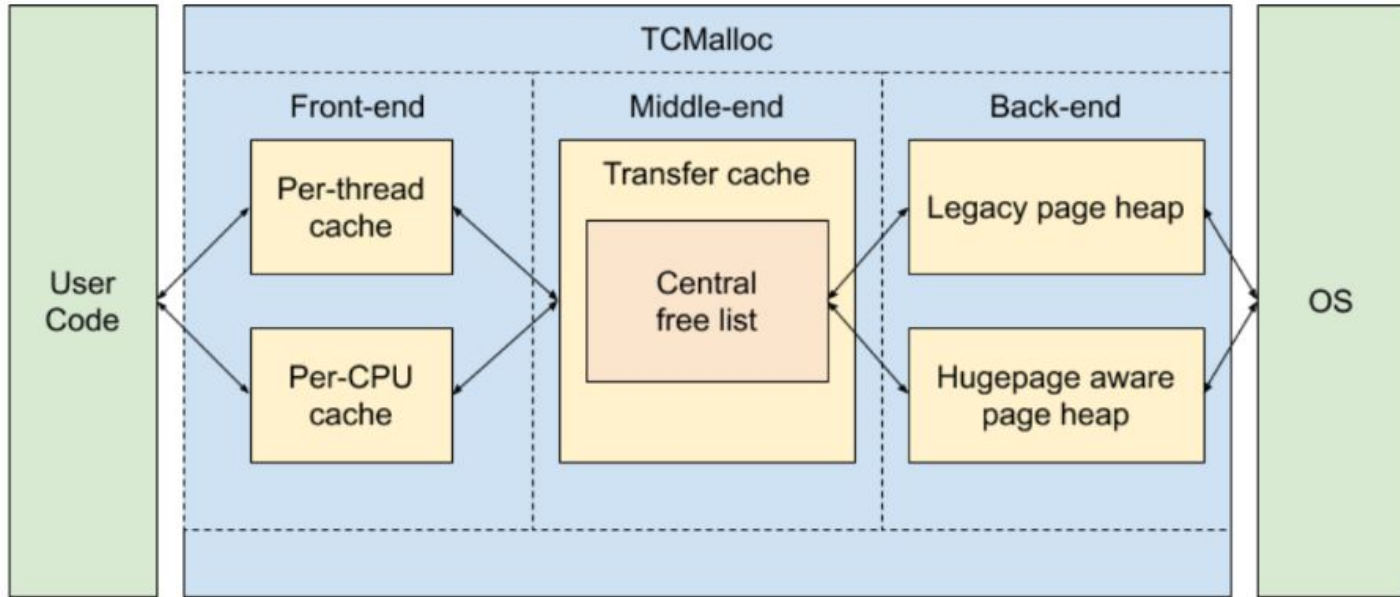 TCMalloc
Front-end
Middle-end
Back-end
User
Code
Per-thread
cache
Per-CPU
cache
Transfer cache
Central
free list
Legacy page heap
Hugepage aware
page heap
OS